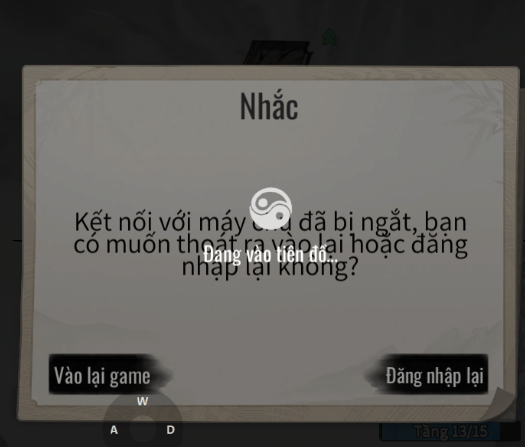 Nhắc
Kết nối với máy chủ đã bị ngắt, bạn
có muốn thoát ra vào lại hoặc đăng
Đang vào tiên đồ...
nhập lại không?
Vào lại game
Đăng nhập lại
W
A
D
Tầng 13/15